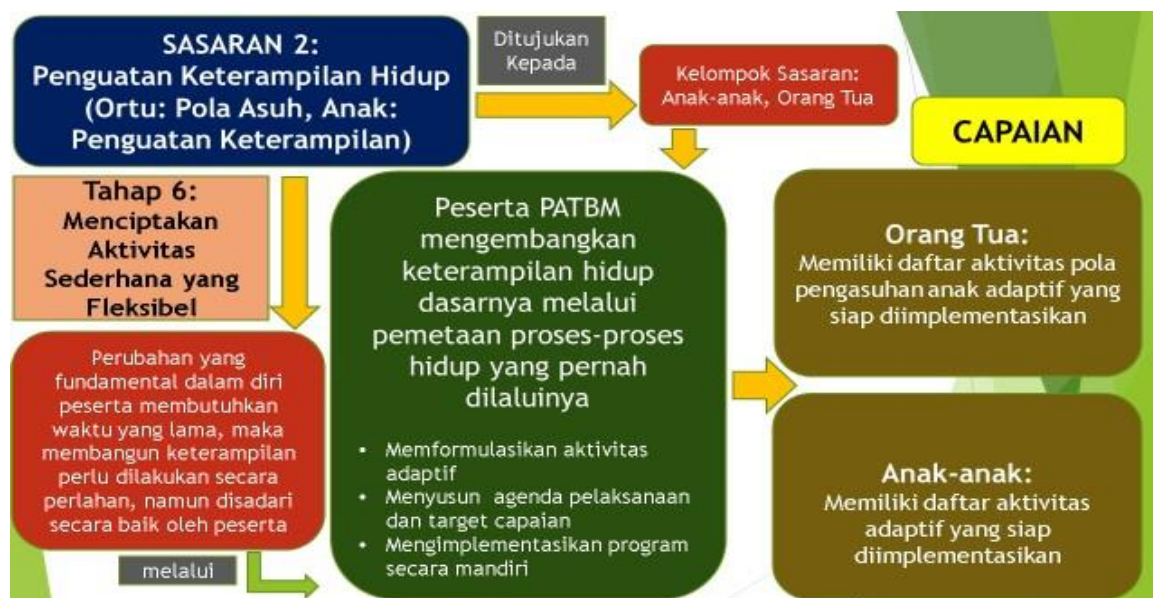 SASARAN 2:
Penguatan Keterampilan Hidup
(Ortu: Pola Asuh, Anak:
Penguatan Keterampilan)
Ditujukan
Kepada
Kelompok Sasaran:
Anak-anak, Orang Tua
CAPAIAN
Tahap 6:
Menciptakan
Aktivitas
Sederhana yang
Fleksibel
Perubahan yang
fundamental dalam diri
peserta membutuhkan
waktu yang lama, maka
membangun keterampilan
perlu dilakukan secara
perlahan, namun disadari
secara baik oleh peserta
melalui
Peserta PATBM
mengembangkan
keterampilan hidup
dasarnya melalui
pemetaan proses-proses
hidup yang pernah
dilaluinya
• Memformulasikan aktivitas
adaptif
• Menyusun agenda pelaksanaan
dan target capaian
• Mengimplementasikan program
secara mandiri
Orang Tua:
Memiliki daftar aktivitas pola
pengasuhan anak adaptif yang
siap diimplementasikan
Anak-anak:
Memiliki daftar aktivitas
adaptif yang siap
diimplementasikan